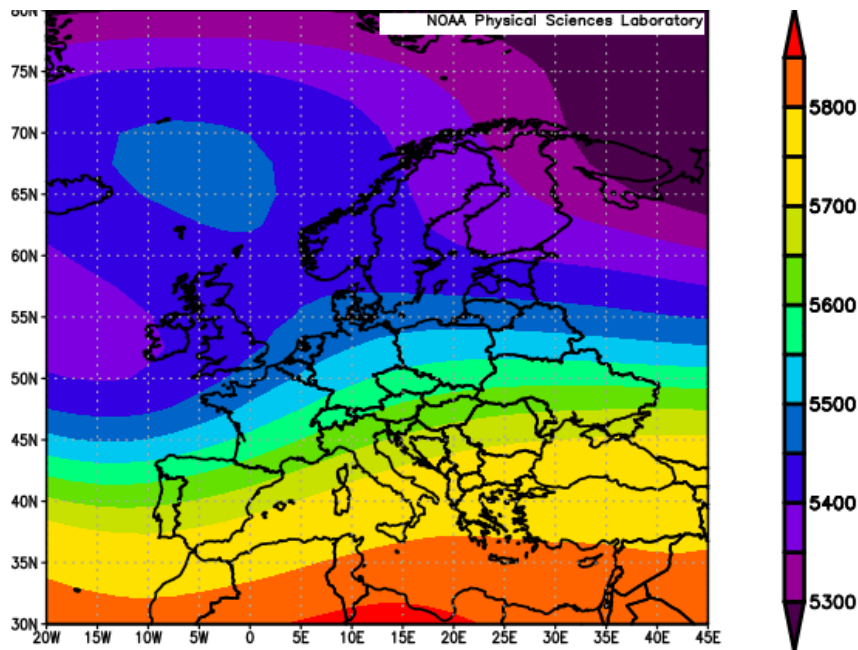 NOAA Physical Sciences Laboratory
75N
70N
65N
60N
55N
50N
45N
40N
35N
30N
20W 15W 10W 5W 0 5E 10E 15E 20E 25E 30E 35E 40E 45E
5800
5700
5600
5500
5400
5300